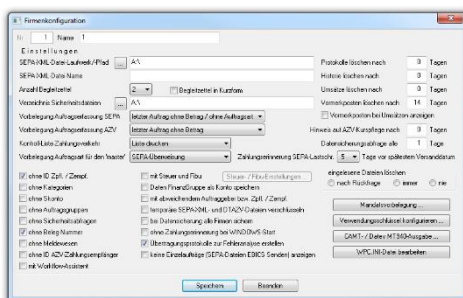 Firmenkonfiguration
Nr. 1 Name 1
Einstellungen
SEPA-XML-Datei-Laufwerk/-Pfad ... A:\ Protokolle löschen nach 0 Tagen
SEPA-XML-Datei-Name Historie löschen nach 0 Tagen
Anzahl Begleitzettel 2 Begleitzettel in Kurzform Umsätze löschen nach 0 Tagen
Verzeichnis Sicherheitsdateien ... A:\ Vormerkposten löschen nach 14 Tagen
Vorbelegung Auftragserfassung SEPA letzter Auftrag ohne Betrag / ohne Auftragsart Vormerkposten bei Umsätzen anzeigen
Vorbelegung Auftragserfassung AZV letzter Auftrag ohne Betrag Hinweis auf AZV-Kurspflege nach 0 Tagen
Kontroll-Liste Zahlungsverkehr Liste drucken Datensicherungsabfrage alle 1 Tage
Vorbelegung Auftragsart für den 'master' SEPA-Überweisung Zahlungserinnerung SEPA-Lastschr. 5 Tage vor spätestem Versanddatum
ohne ID Zpfl. / Zempf. mit Steuer und Fibu Steuer- / Fibu-Einstellungen... eingelesene Dateien löschen
ohne Kategorien Daten FinanzGruppe als Konto speichern nach Rückfrage immer nie
ohne Skonto mit abweichendem Auftraggeber bzw. Zpfl. / Zempf.
ohne Auftragsgruppen temporäre SEPA-XML- und DTAZV-Dateien verschlüsseln Mandatsvorbelegung ...
ohne Sicherheitsabfragen bei Datensicherung alle Firmen sichern Verwendungsschlüssel konfigurieren ...
ohne Beleg Nummer ohne Zahlungserinnerung bei WINDOWS Start
ohne Meldewesen Übertragungsprotokolle zur Fehleranalyse erstellen CAMT- / Datev MT940-Ausgabe ...
ohne ID AZV-Zahlungsempfänger keine Einzelaufträge (SEPA-Dateien EBICS Senden) anzeigen WPC.INI-Datei bearbeiten
mit Workflow-Assistent
Speichern Beenden